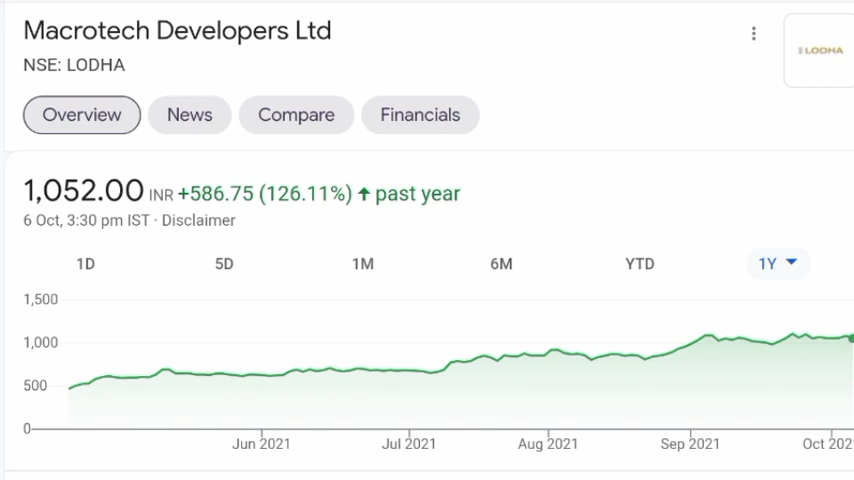 Macrotech Developers Ltd
LODHA
NSE: LODHA
Overview News Compare Financials
1,052.00 INR +586.75 (126.11%) ↑ past year
6 Oct, 3:30 pm IST · Disclaimer
1D 5D 1M 6M YTD 1Y
1,500
1,000
500
0
Jun 2021 Jul 2021 Aug 2021 Sep 2021 Oct 202